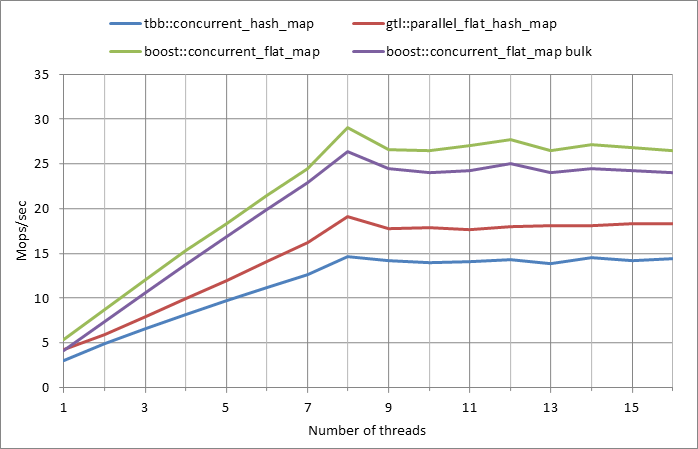 tbb::concurrent_hash_map gtl::parallel_flat_hash_map
boost::concurrent_flat_map boost::concurrent_flat_map bulk
35
30
25
20
15
10
5
0
Mops/sec
1 3 5 7 9 11 13 15
Number of threads